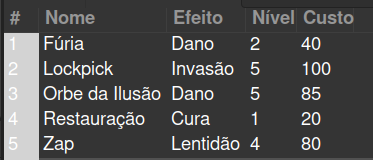 # Nome Efeito Nível Custo
1 Fúria Dano 2 40
2 Lockpick Invasão 5 100
3 Orbe da Ilusão Dano 5 85
4 Restauração Cura 1 20
5 Zap Lentidão 4 80